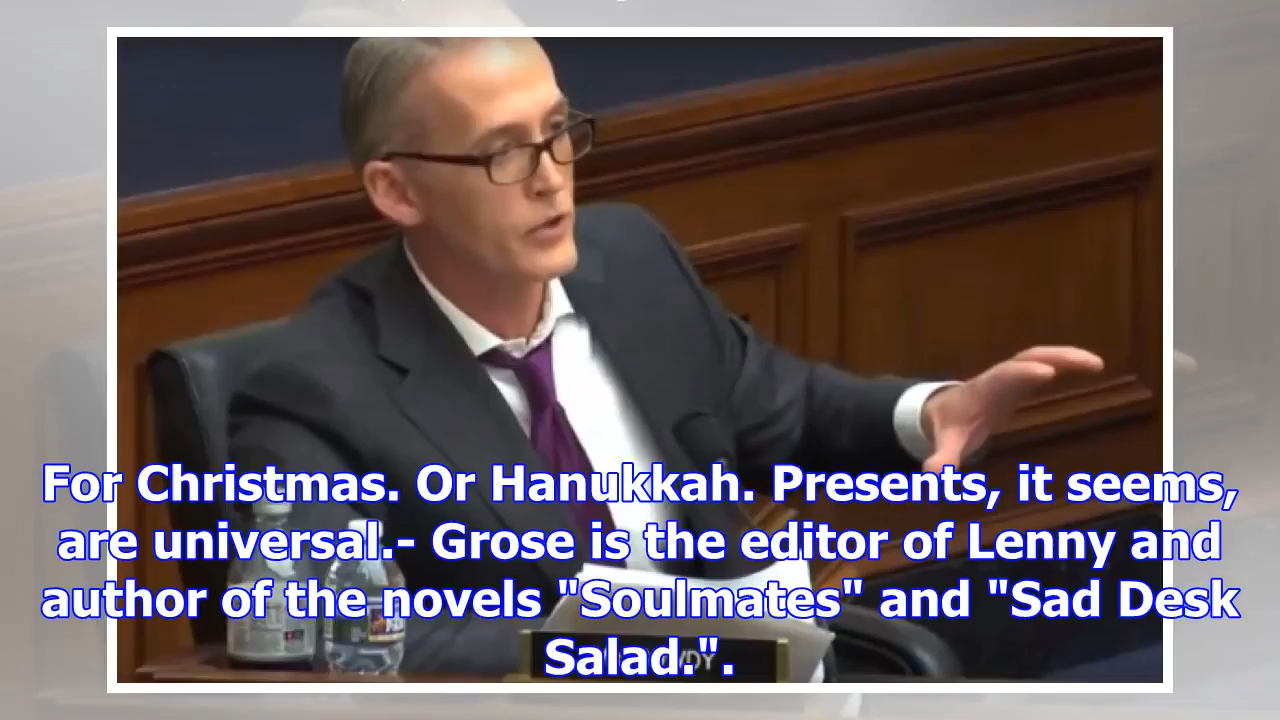 For Christmas. Or Hanukkah. Presents, it seems,
are universal.- Grose is the editor of Lenny and
author of the novels "Soulmates" and "Sad Desk
Salad.".